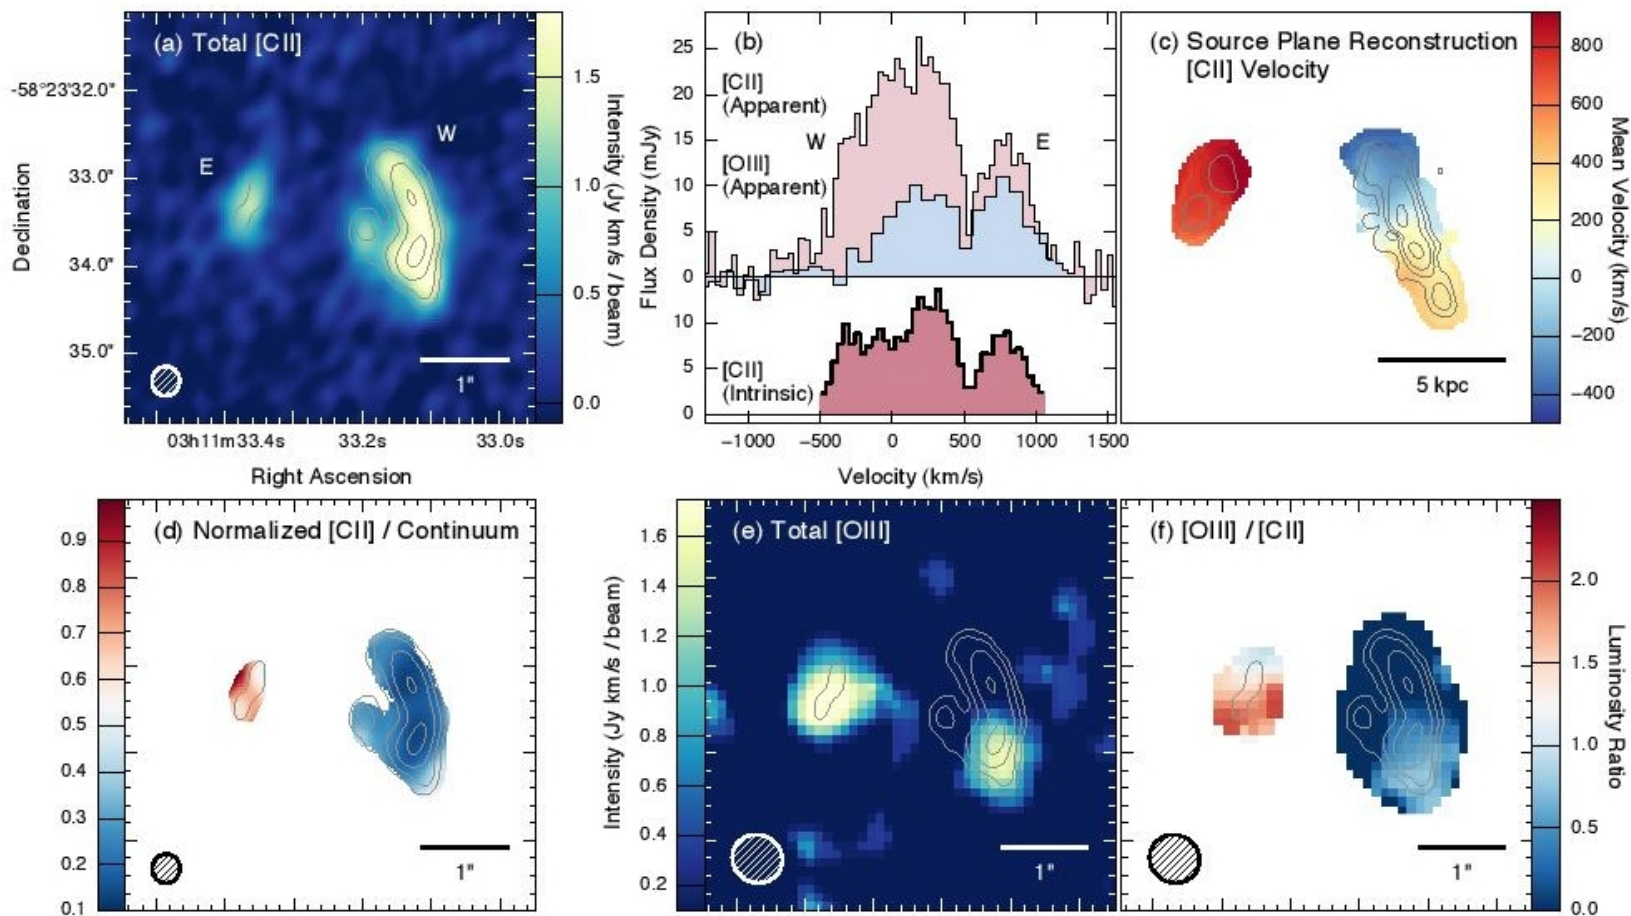 (a) Total [CII]
E
W
1"
-58°23'32.0"
33.0"
34.0"
35.0"
Declination
03h11m33.4s
33.2s
33.0s
Right Ascension
1.5
1.0
0.5
0.0
Intensity (Jy km/s / beam)
(b)
[CII]
(Apparent)
W
E
[OIII]
(Apparent)
[CII]
(Intrinsic)
25
20
15
10
5
0
10
5
0
Flux Density (mJy)
−1000
−500
0
500
1000
1500
Velocity (km/s)
(c) Source Plane Reconstruction
[CII] Velocity
5 kpc
800
600
400
200
0
−200
−400
Mean Velocity (km/s)
(d) Normalized [CII] / Continuum
1"
0.9
0.8
0.7
0.6
0.5
0.4
0.3
0.2
0.1
(e) Total [OIII]
1"
1.6
1.4
1.2
1.0
0.8
0.6
0.4
0.2
Intensity (Jy km/s / beam)
(f) [OIII] / [CII]
1"
2.0
1.5
1.0
0.5
0.0
Luminosity Ratio